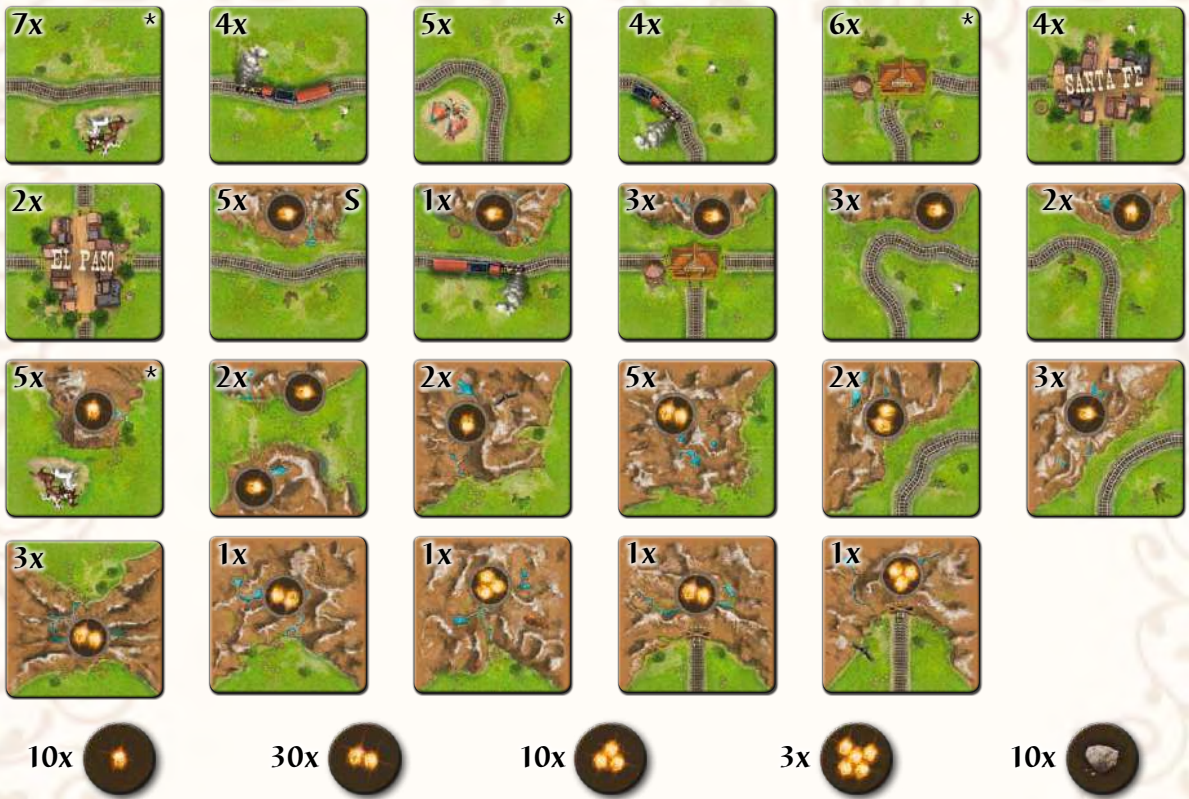 7x * 4x 5x * 4x 6x * 4x
SANTA FE
2x 5x S 1x 3x 3x 2x
EL PASO
5x * 2x 2x 5x 2x 3x
3x 1x 1x 1x 1x
10x 30x 10x 3x 10x